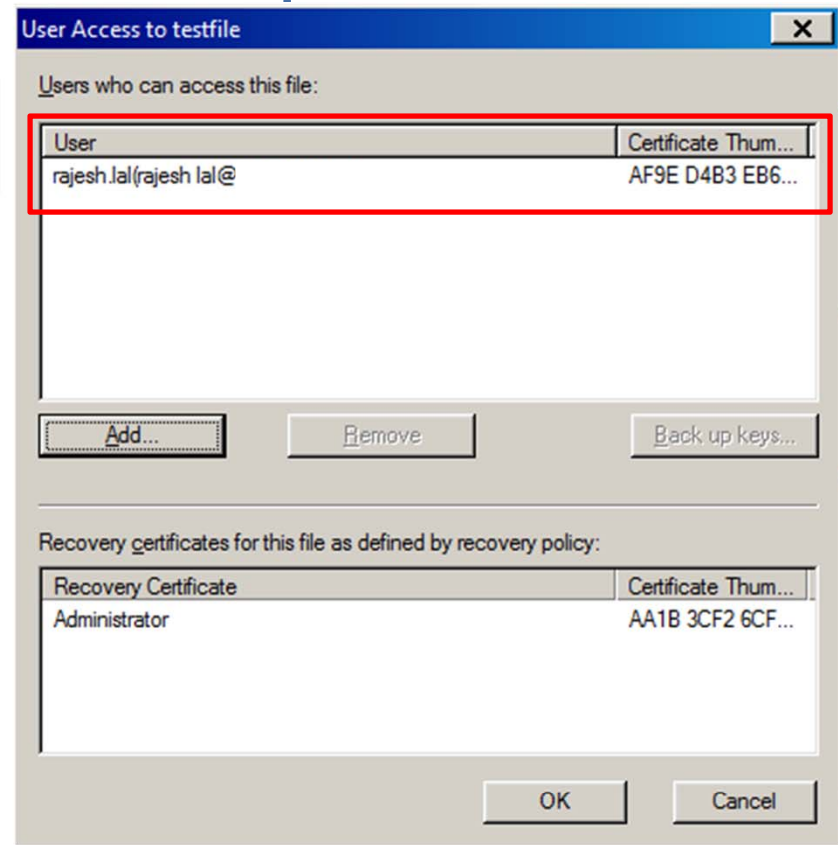 User Access to testfile
Users who can access this file:
User Certificate Thum...
rajesh.lal(rajesh lal@ AF9E D4B3 EB6...
Add... Remove Back up keys...
Recovery certificates for this file as defined by recovery policy:
Recovery Certificate Certificate Thum...
Administrator AA1B 3CF2 6CF...
OK Cancel